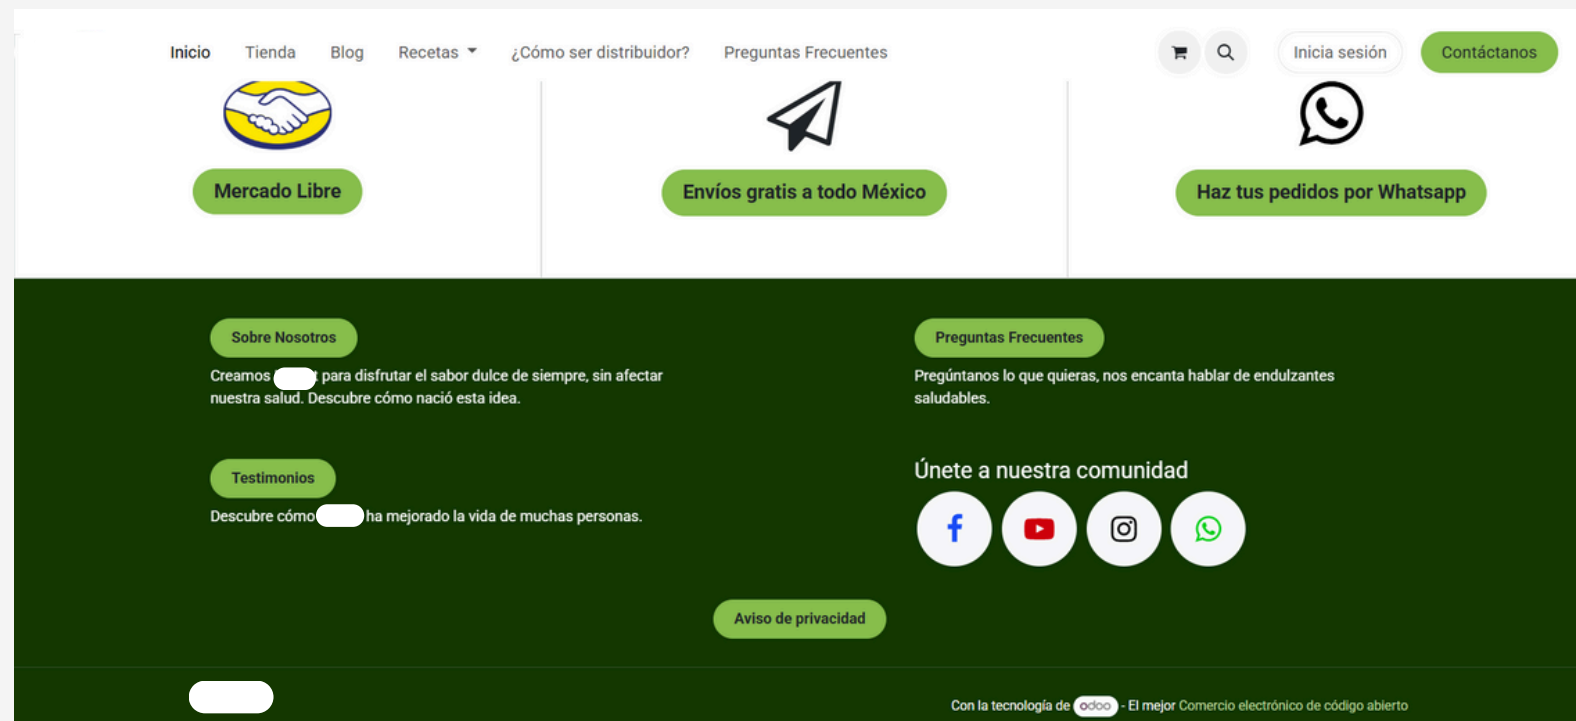 Inicio Tienda Blog Recetas ¿Cómo ser distribuidor? Preguntas Frecuentes Inicia sesión Contáctanos
Mercado Libre
Envíos gratis a todo México
Haz tus pedidos por Whatsapp
Sobre Nosotros
Creamos para disfrutar el sabor dulce de siempre, sin afectar
nuestra salud. Descubre cómo nació esta idea.
Preguntas Frecuentes
Pregúntanos lo que quieras, nos encanta hablar de endulzantes
saludables.
Testimonios
Descubre cómo ha mejorado la vida de muchas personas.
Únete a nuestra comunidad
Aviso de privacidad
Con la tecnología de odoo - El mejor Comercio electrónico de código abierto